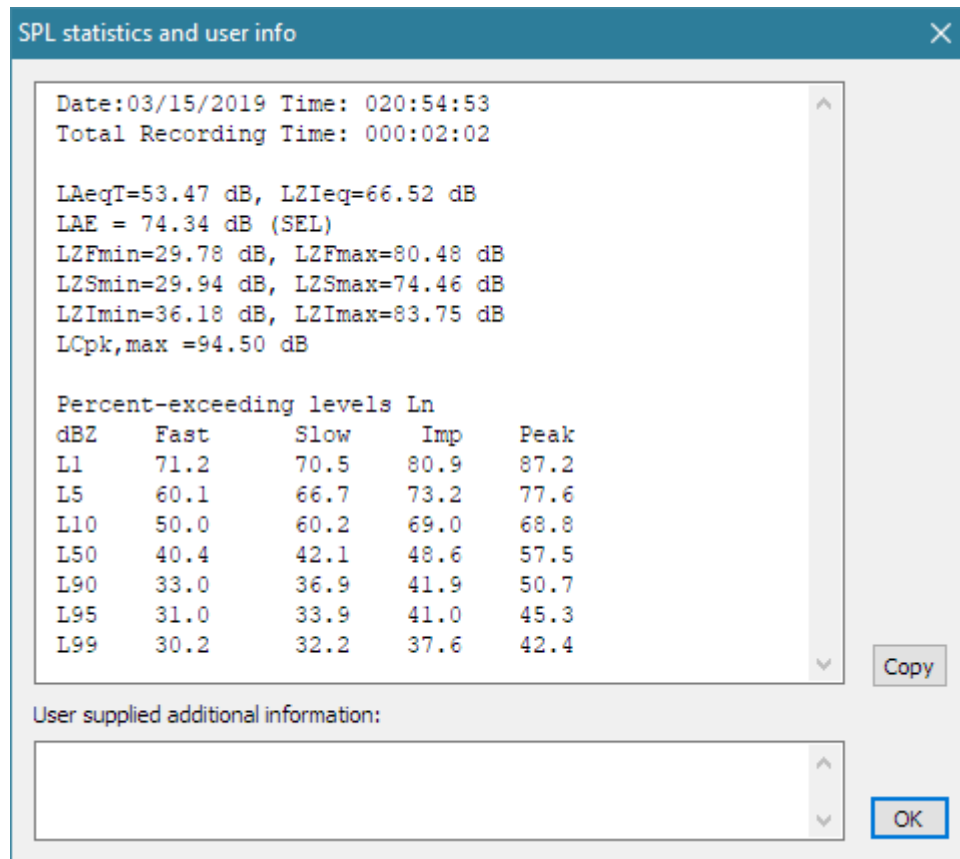 SPL statistics and user info
Date:03/15/2019 Time: 020:54:53
Total Recording Time: 000:02:02
LAeqT=53.47 dB, LZIeq=66.52 dB
LAE = 74.34 dB (SEL)
LZFmin=29.78 dB, LZFmax=80.48 dB
LZSmin=29.94 dB, LZSmax=74.46 dB
LZImin=36.18 dB, LZImax=83.75 dB
LCpk,max =94.50 dB
Percent-exceeding levels Ln
dBZ Fast Slow Imp Peak
L1 71.2 70.5 80.9 87.2
L5 60.1 66.7 73.2 77.6
L10 50.0 60.2 69.0 68.8
L50 40.4 42.1 48.6 57.5
L90 33.0 36.9 41.9 50.7
L95 31.0 33.9 41.0 45.3
L99 30.2 32.2 37.6 42.4
Copy
User supplied additional information:
OK